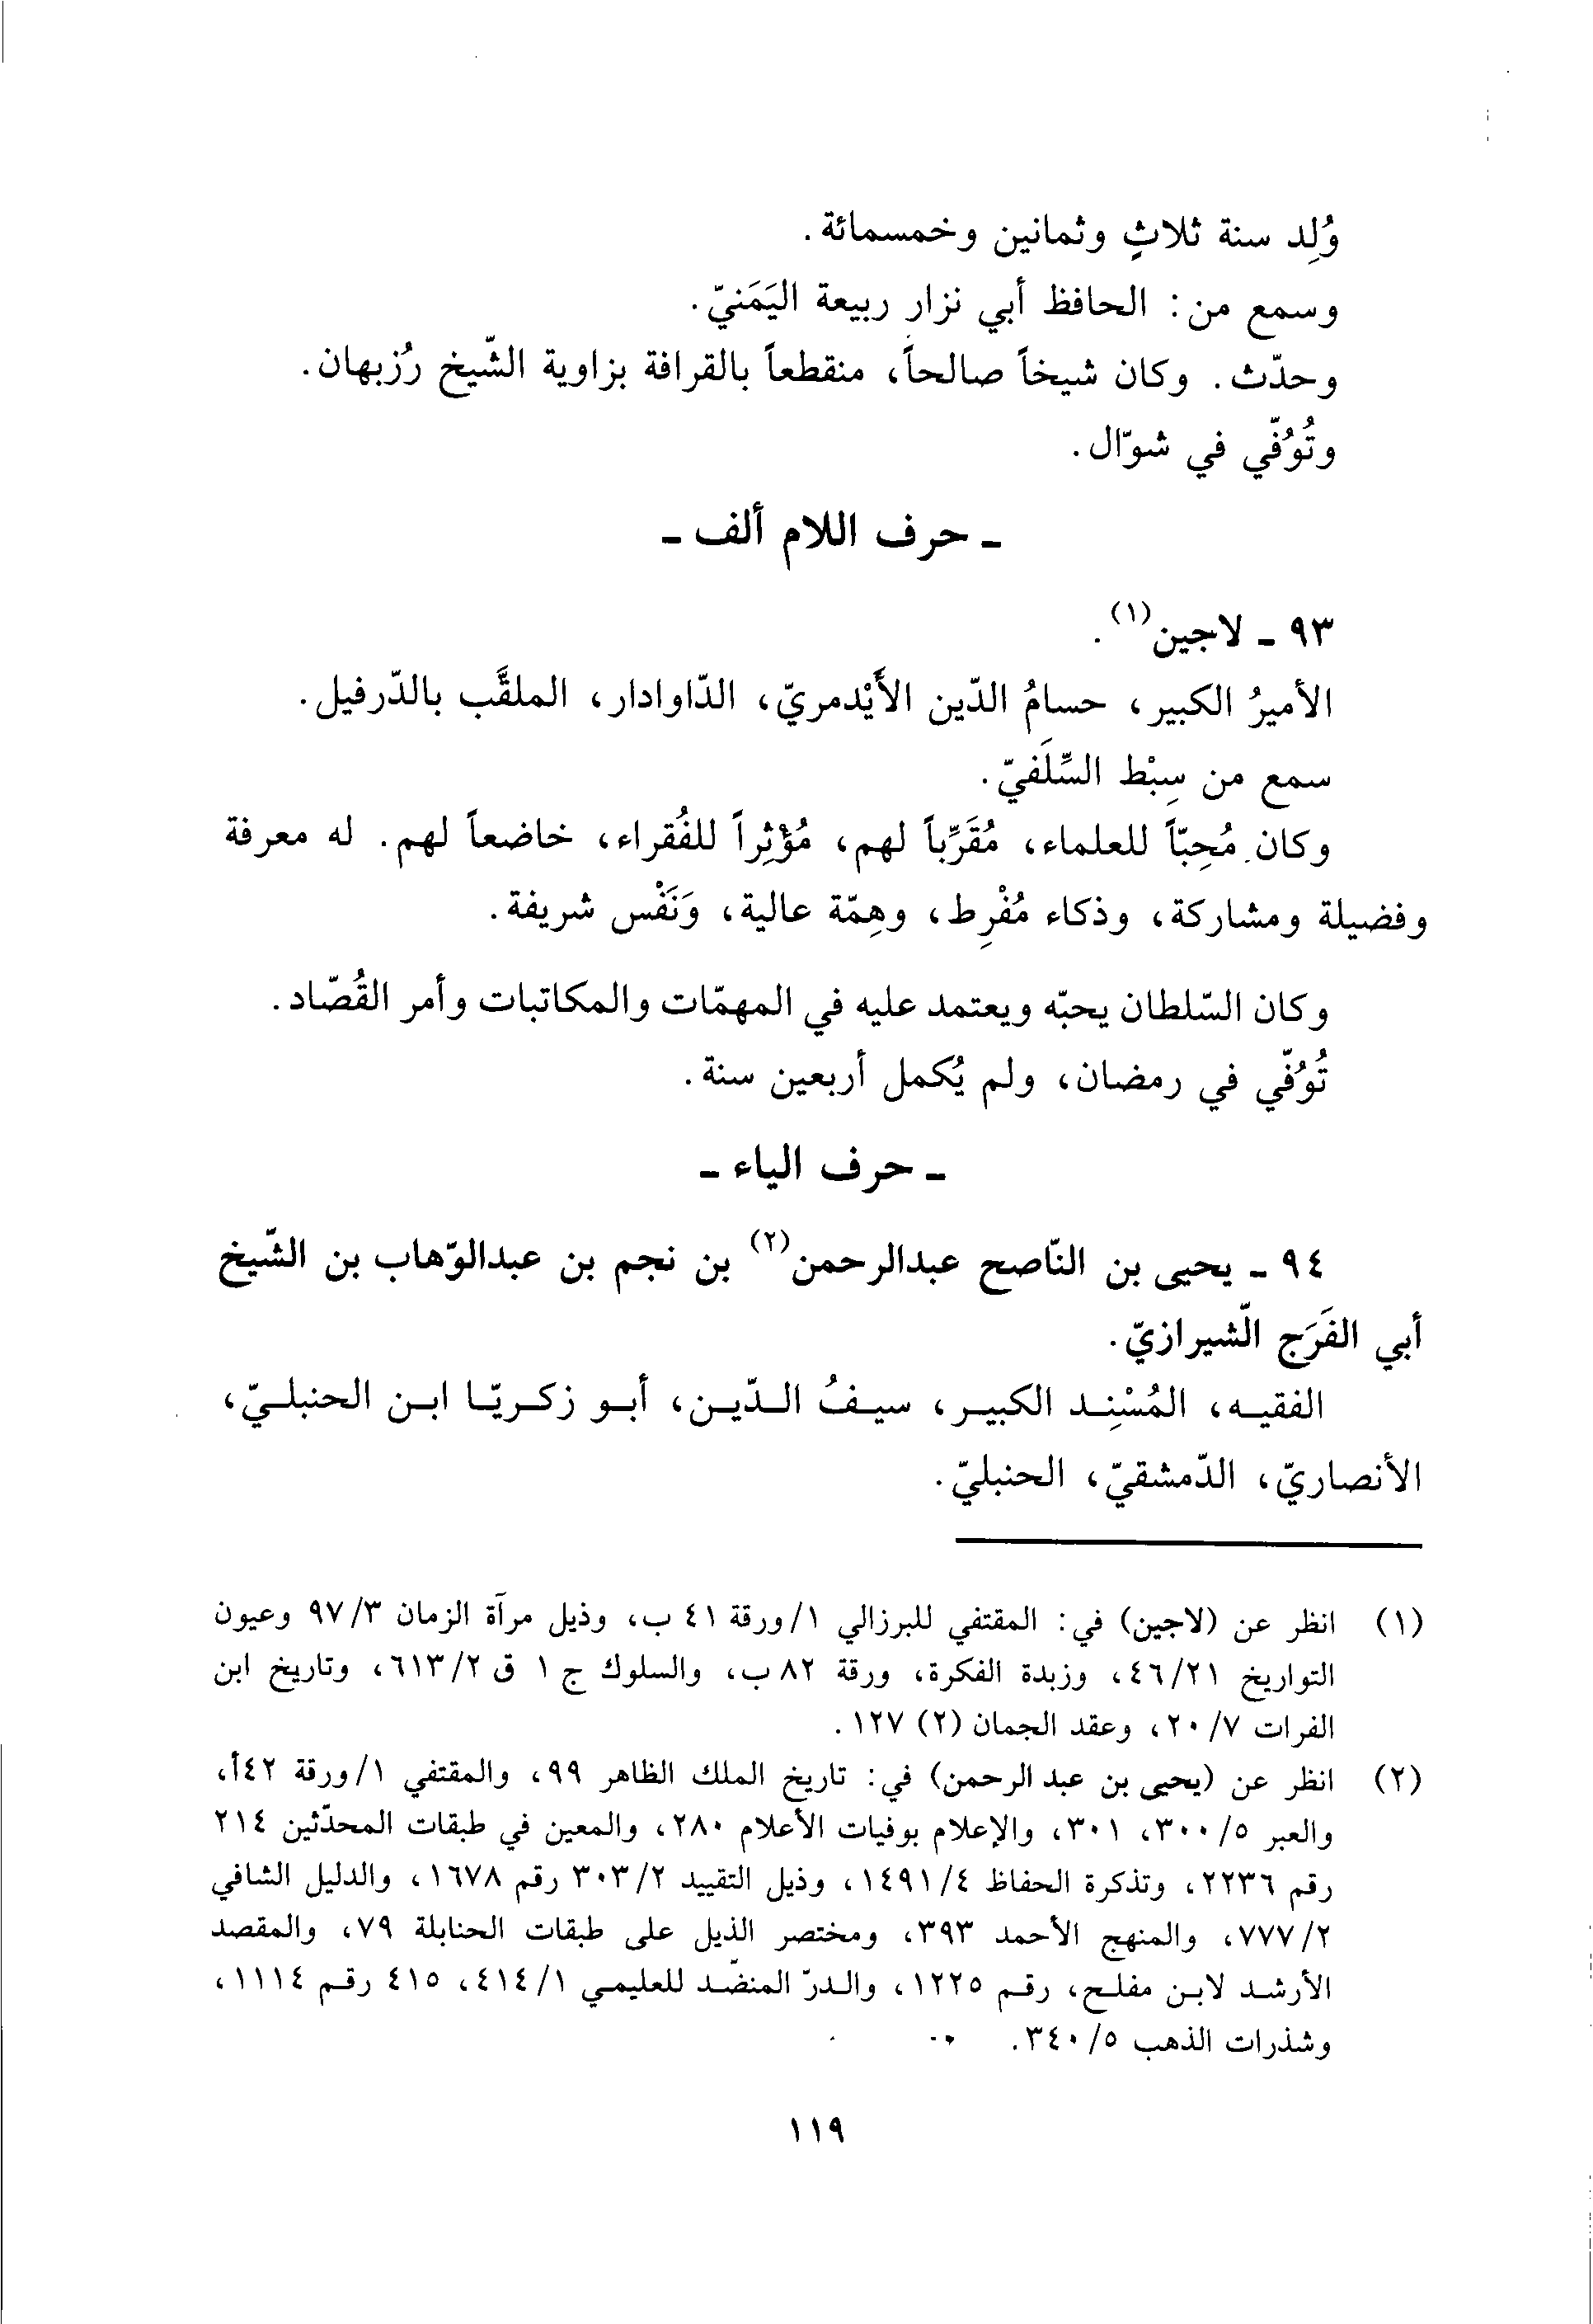 وُلِد سنة ثلاثٍ وثمانين وخمسمائة.
وسمع من: الحافظ أبي نزار ربيعة اليَمَنيّ.
وحدّث. وكان شيخاً صالحاً، منقطعاً بالقرافة بزاوية الشّيخ رُزبهان.
وتُوُفّي في شوّال.
- حرف اللام ألف -
٩٣ - لاجين(١).
الأميرُ الكبير، حسامُ الدّين الأَيْدمريّ، الدّاوادار، الملقَّب بالدّرفيل.
سمع من سِبْط السِّلَفيّ.
وكان مُحِبّاً للعلماء، مُقَرِّباً لهم، مُؤْثِراً للفُقراء، خاضعاً لهم. له معرفة
وفضيلة ومشاركة، وذكاء مُفْرِط، وهِمّة عالية، وَنَفْس شريفة.
وكان السّلطان يحبّه ويعتمد عليه في المهمّات والمكاتبات وأمر القُصّاد.
تُوُفّي في رمضان، ولم يُكمل أربعين سنة.
- حرف الياء -
٩٤ - يحيى بن النّاصح عبدالرحمن(٢) بن نجم بن عبدالوّهاب بن الشّيخ
أبي الفَرَج الّشيرازيّ.
الفقيه، المُسْنِد الكبير، سيفُ الدّين، أبو زكريّا ابن الحنبليّ،
الأنصاريّ، الدّمشقيّ، الحنبليّ.
(١) انظر عن (لاجين) في: المقتفي للبرزالي ١/ورقة ٤١ ب، وذيل مرآة الزمان ٩٧/٣ وعيون
التواريخ ٤٦/٢١، وزبدة الفكرة، ورقة ٨٢ ب، والسلوك ج ١ ق ٦١٣/٢، وتاريخ ابن
الفرات ٢٠/٧، وعقد الجمان (٢) ١٢٧.
(٢) انظر عن (يحيى بن عبد الرحمن) في: تاريخ الملك الظاهر ٩٩، والمقتفي ١/ورقة ٤٢أ،
والعبر ٣٠٠/٥، ٣٠١، والإعلام بوفيات الأعلام ٢٨٠، والمعين في طبقات المحدّثين ٢١٤
رقم ٢٢٣٦، وتذكرة الحفاظ ١٤٩١/٤، وذيل التقييد ٣٠٣/٢ رقم ١٦٧٨، والدليل الشافي
٧٧٧/٢، والمنهج الأحمد ٣٩٣، ومختصر الذيل على طبقات الحنابلة ٧٩، والمقصد
الأرشد لابن مفلح، رقم ١٢٢٥، والدرّ المنضّد للعليمي ٤١٤/١، ٤١٥ رقم ١١١٤،
وشذرات الذهب ٣٤٠/٥.
١١٩